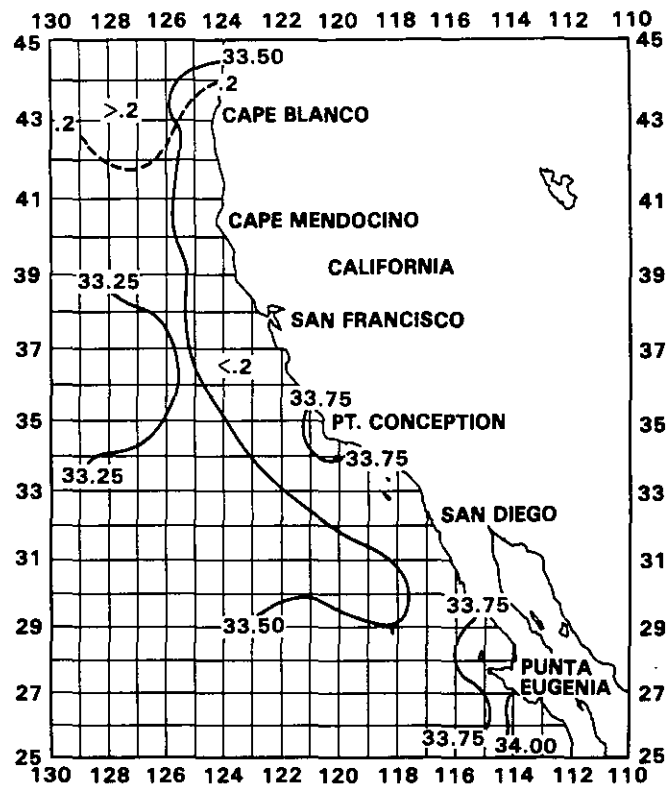 130 128 126 124 122 120 118 116 114 112 110
45 45
33.50
>.2 .2
.2 43 CAPE BLANCO 43
41 CAPE MENDOCINO 41
39 33.25 CALIFORNIA 39
SAN FRANCISCO
37 <.2 37
33.75
35 PT. CONCEPTION 35
33.25 33.75
33 33
SAN DIEGO
31 31
33.75
29 33.50 29
PUNTA
27 EUGENIA 27
33.75 34.00
25 25
130 128 126 124 122 120 118 116 114 112 110